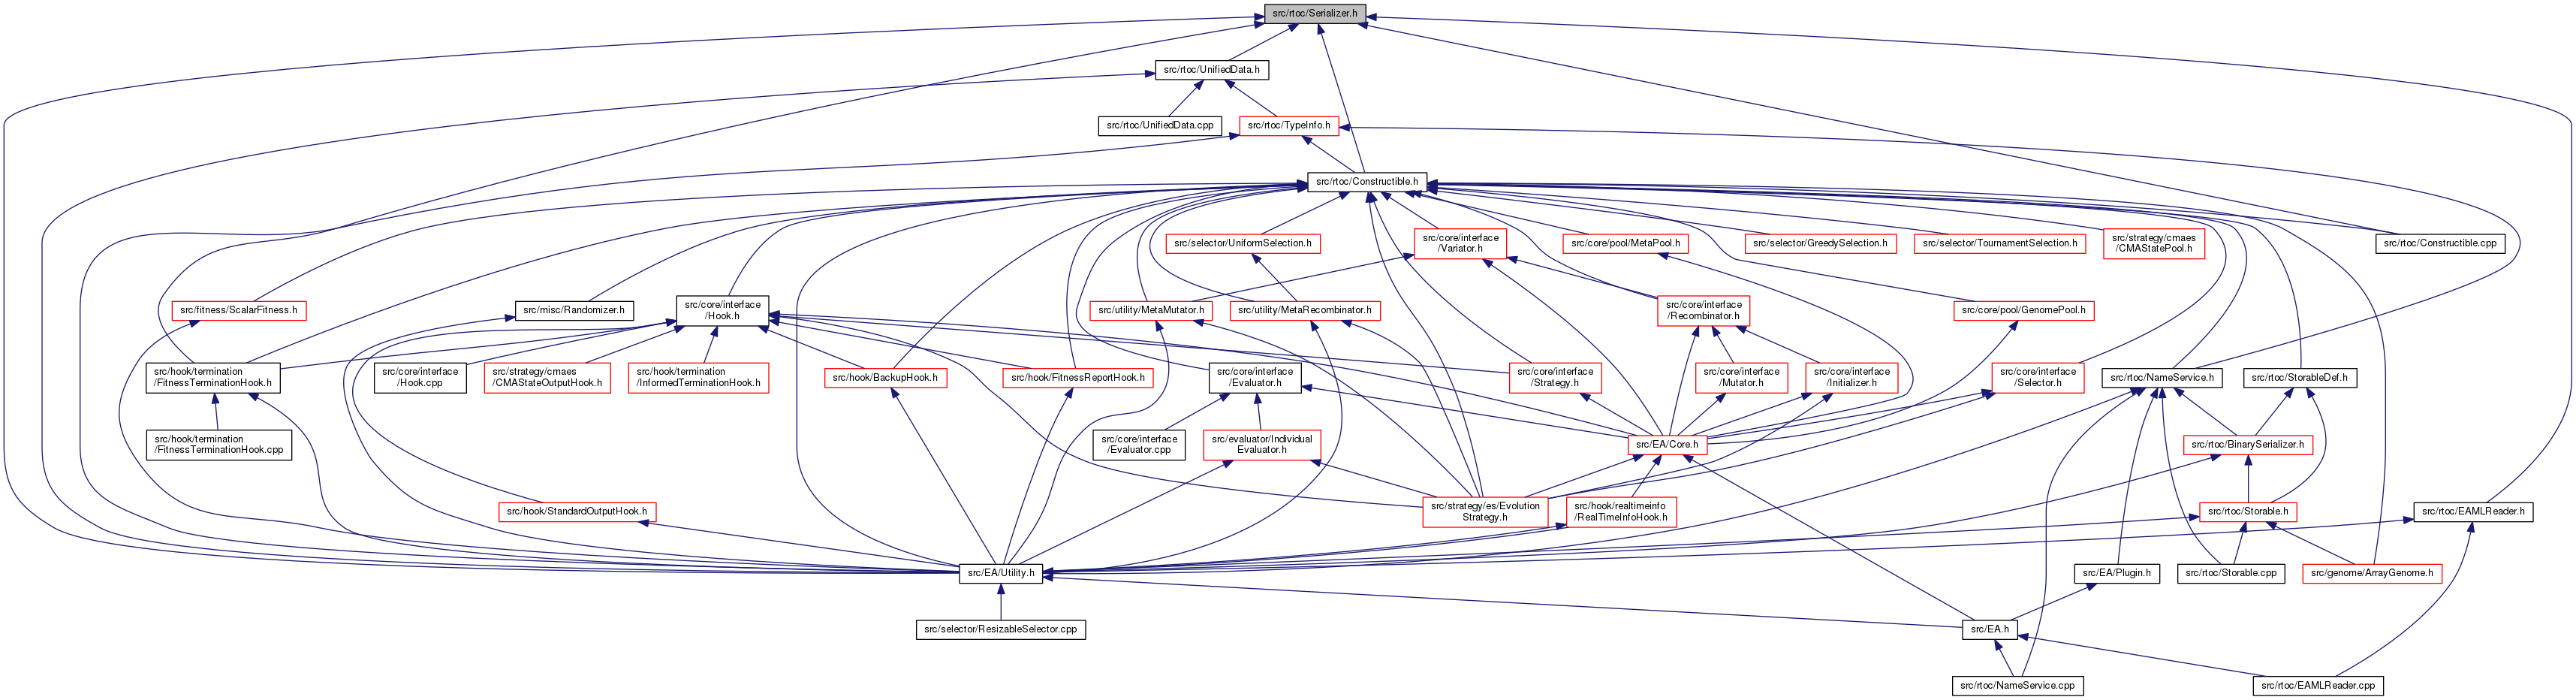 src/rtoc/Serializer.h
src/rtoc/UnifiedData.h
src/rtoc/UnifiedData.cpp
src/rtoc/TypeInfo.h
src/rtoc/Constructible.h
src/selector/UniformSelection.h
src/core/interface
/Variator.h
src/core/pool/MetaPool.h
src/selector/GreedySelection.h
src/selector/TournamentSelection.h
src/strategy/cmaes
/CMAStatePool.h
src/rtoc/Constructible.cpp
src/fitness/ScalarFitness.h
src/misc/Randomizer.h
src/core/interface
/Hook.h
src/utility/MetaMutator.h
src/utility/MetaRecombinator.h
src/core/interface
/Recombinator.h
src/core/pool/GenomePool.h
src/hook/termination
/FitnessTerminationHook.h
src/core/interface
/Hook.cpp
src/strategy/cmaes
/CMAStateOutputHook.h
src/hook/termination
/InformedTerminationHook.h
src/hook/BackupHook.h
src/hook/FitnessReportHook.h
src/core/interface
/Evaluator.h
src/core/interface
/Strategy.h
src/core/interface
/Mutator.h
src/core/interface
/Initializer.h
src/core/interface
/Selector.h
src/rtoc/NameService.h
src/rtoc/StorableDef.h
src/hook/termination
/FitnessTerminationHook.cpp
src/core/interface
/Evaluator.cpp
src/evaluator/Individual
Evaluator.h
src/EA/Core.h
src/rtoc/BinarySerializer.h
src/hook/StandardOutputHook.h
src/strategy/es/Evolution
Strategy.h
src/hook/realtimeinfo
/RealTimeInfoHook.h
src/rtoc/Storable.h
src/rtoc/EAMLReader.h
src/EA/Utility.h
src/EA/Plugin.h
src/rtoc/Storable.cpp
src/genome/ArrayGenome.h
src/selector/ResizableSelector.cpp
src/EA.h
src/rtoc/NameService.cpp
src/rtoc/EAMLReader.cpp